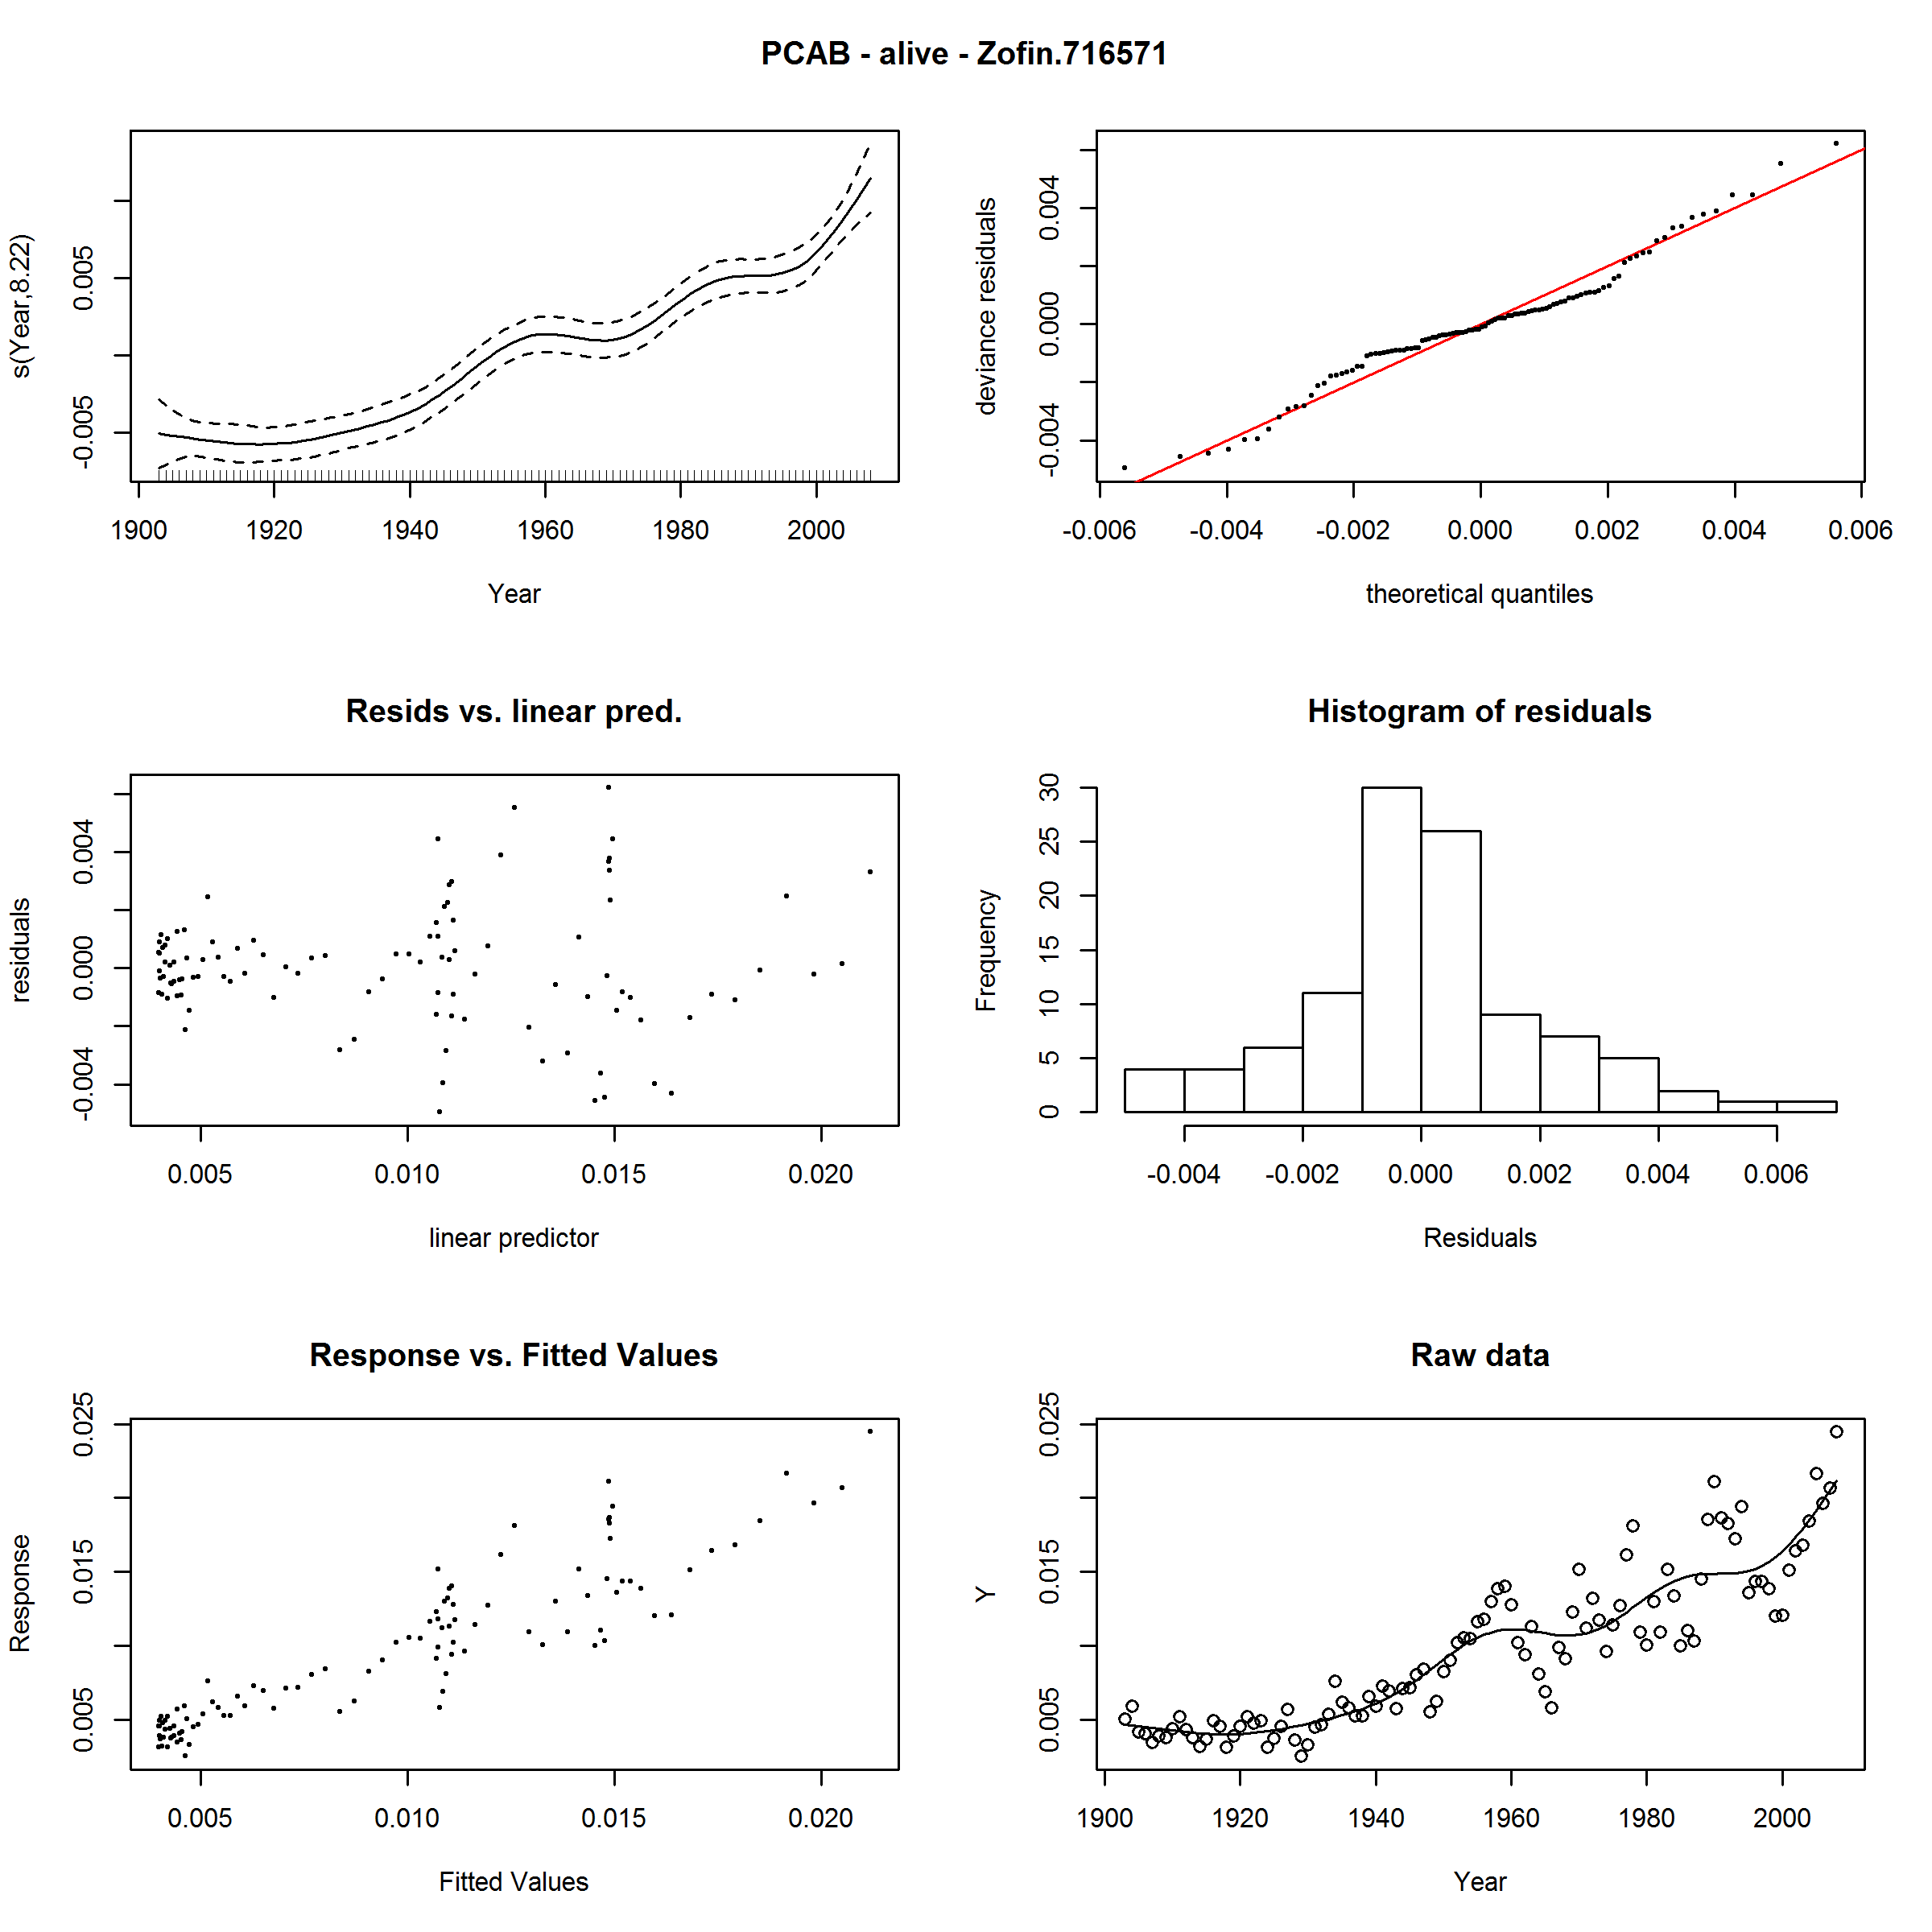 PCAB - alive - Zofin.716571
s(Year,8.22)
-0.005 0.005
1900 1920 1940 1960 1980 2000
Year
deviance residuals
-0.004 0.000 0.004
-0.006 -0.004 -0.002 0.000 0.002 0.004 0.006
theoretical quantiles
Resids vs. linear pred.
residuals
-0.004 0.000 0.004
0.005 0.010 0.015 0.020
linear predictor
Histogram of residuals
Frequency
0 5 10 15 20 25 30
-0.004 -0.002 0.000 0.002 0.004 0.006
Residuals
Response vs. Fitted Values
Response
0.005 0.015 0.025
0.005 0.010 0.015 0.020
Fitted Values
Raw data
Y
0.005 0.015 0.025
1900 1920 1940 1960 1980 2000
Year